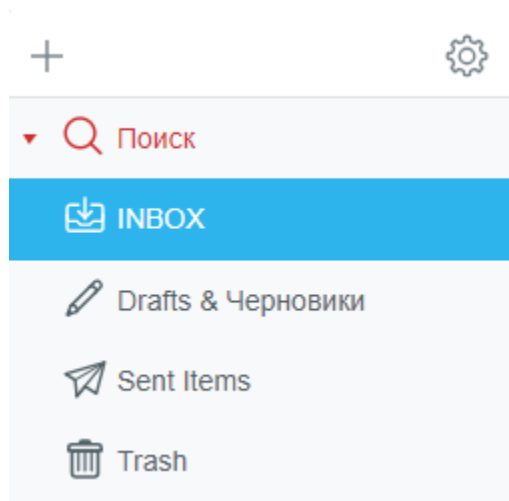 Поиск
INBOX
Drafts & Черновики
Sent Items
Trash